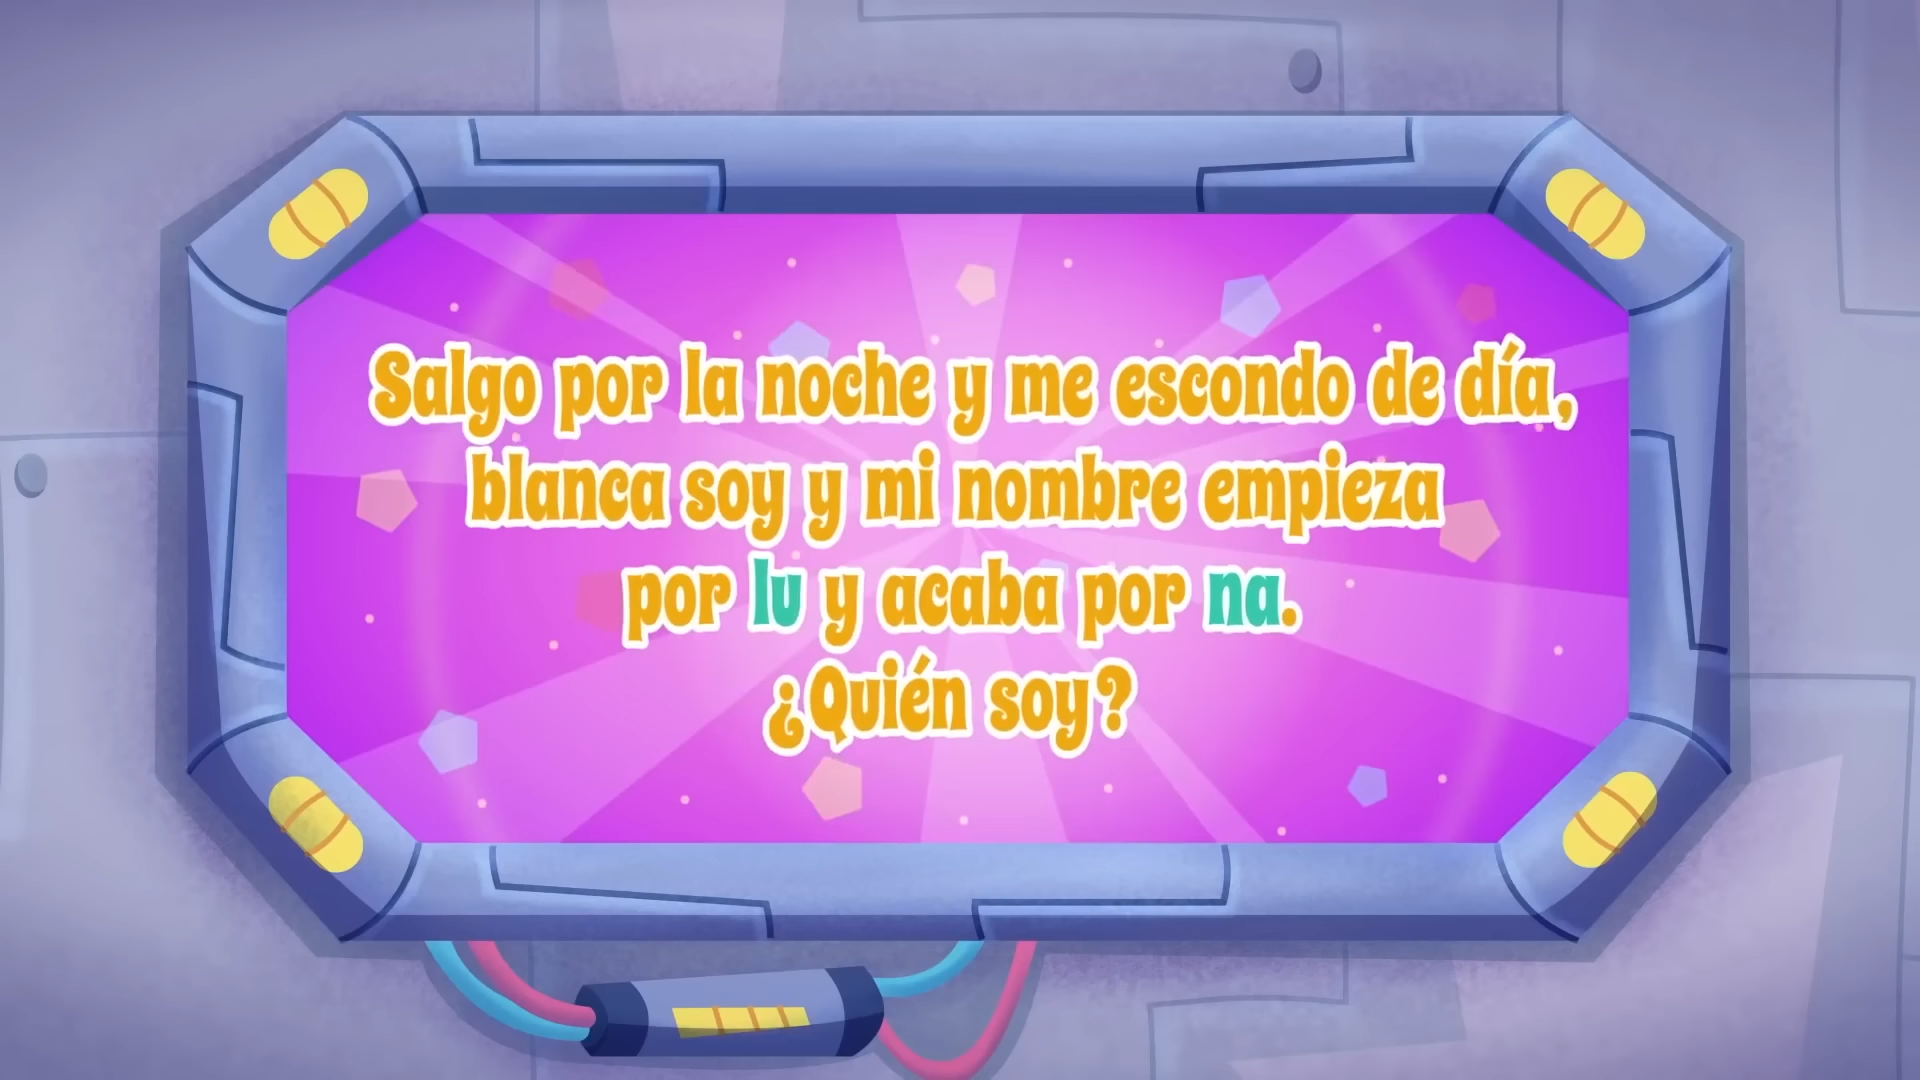 Salgo por la noche y me escondo de día,
blanca soy y mi nombre empieza
por lu y acaba por na.
¿Quién soy?